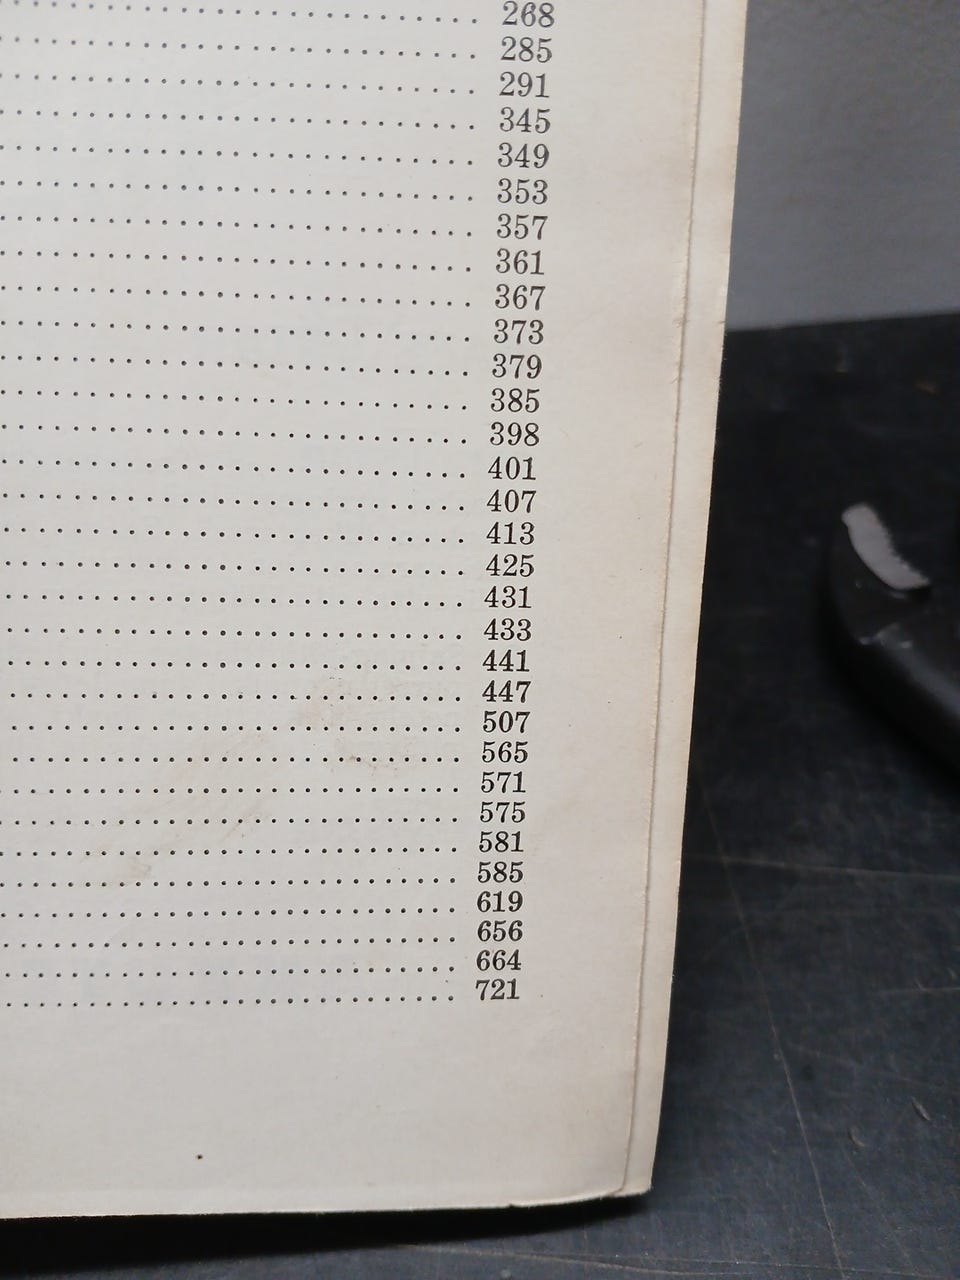 . . . . . . . . . . . . . . . . . . . . . . . . . . 268
. . . . . . . . . . . . . . . . . . . . . . . . . . 285
. . . . . . . . . . . . . . . . . . . . . . . . . . 291
. . . . . . . . . . . . . . . . . . . . . . . . . . 345
. . . . . . . . . . . . . . . . . . . . . . . . . . 349
. . . . . . . . . . . . . . . . . . . . . . . . . . 353
. . . . . . . . . . . . . . . . . . . . . . . . . . 357
. . . . . . . . . . . . . . . . . . . . . . . . . . 361
. . . . . . . . . . . . . . . . . . . . . . . . . . 367
. . . . . . . . . . . . . . . . . . . . . . . . . . 373
. . . . . . . . . . . . . . . . . . . . . . . . . . 379
. . . . . . . . . . . . . . . . . . . . . . . . . . 385
. . . . . . . . . . . . . . . . . . . . . . . . . . 398
. . . . . . . . . . . . . . . . . . . . . . . . . . 401
. . . . . . . . . . . . . . . . . . . . . . . . . . 407
. . . . . . . . . . . . . . . . . . . . . . . . . . 413
. . . . . . . . . . . . . . . . . . . . . . . . . . 425
. . . . . . . . . . . . . . . . . . . . . . . . . . 431
. . . . . . . . . . . . . . . . . . . . . . . . . . 433
. . . . . . . . . . . . . . . . . . . . . . . . . . 441
. . . . . . . . . . . . . . . . . . . . . . . . . . 447
. . . . . . . . . . . . . . . . . . . . . . . . . . 507
. . . . . . . . . . . . . . . . . . . . . . . . . . 565
. . . . . . . . . . . . . . . . . . . . . . . . . . 571
. . . . . . . . . . . . . . . . . . . . . . . . . . 575
. . . . . . . . . . . . . . . . . . . . . . . . . . 581
. . . . . . . . . . . . . . . . . . . . . . . . . . 585
. . . . . . . . . . . . . . . . . . . . . . . . . . 619
. . . . . . . . . . . . . . . . . . . . . . . . . . 656
. . . . . . . . . . . . . . . . . . . . . . . . . . 664
. . . . . . . . . . . . . . . . . . . . . . . . . . 721